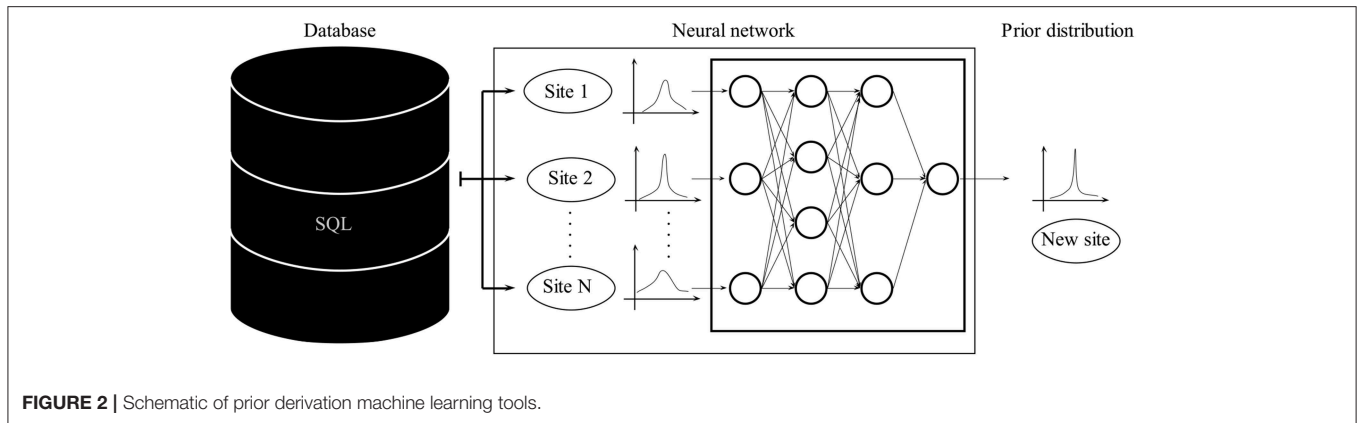 Database
Neural network
Prior distribution
Site 1
Site 2
SQL
New site
Site N
FIGURE 2 | Schematic of prior derivation machine learning tools.